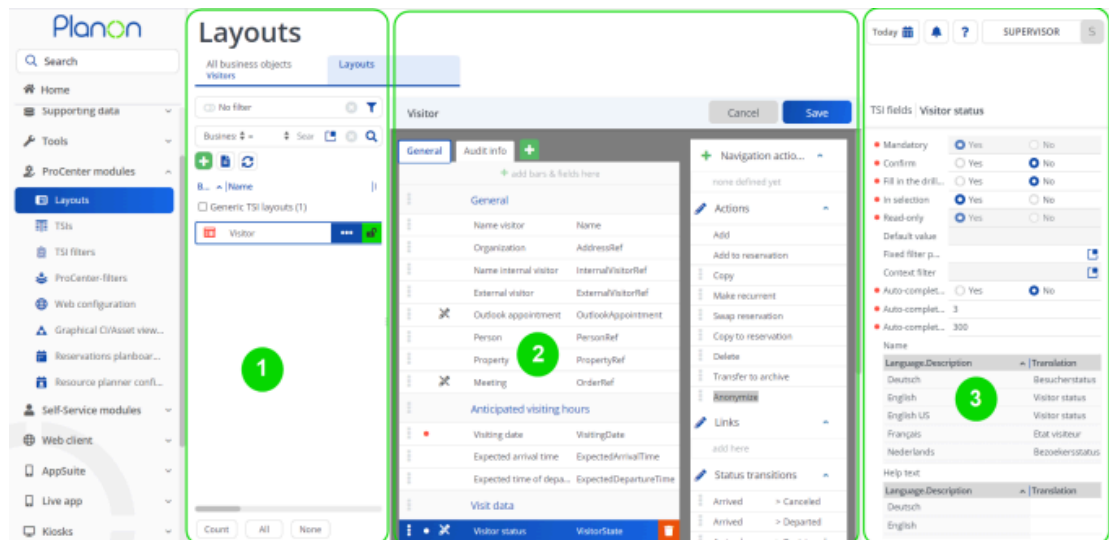 Planon
Search
Home
Supporting data
Tools
ProCenter modules
Layouts
TSIs
TSI filters
ProCenter-filters
Web configuration
Graphical CI/Asset view...
Reservations planboar...
Resource planner confi...
Self-Service modules
Web client
AppSuite
Live app
Kiosks
Layouts
All business objects
Visitors
Layouts
No filter
Busines = Sear
B... Name
Generic TSI layouts (1)
Visitor
1
Count All None
Visitor
Cancel Save
General Audit info
+ add bars & fields here
General
Name visitor Name
Organization AddressRef
Name internal visitor InternalVisitorRef
External visitor ExternalVisitorRef
Outlook appointment OutlookAppointment
Person PersonRef
Property PropertyRef
2
Meeting OrderRef
Anticipated visiting hours
Visiting date VisitingDate
Expected arrival time ExpectedArrivalTime
Expected time of depa... ExpectedDepartureTime
Visit data
Visitor status VisitorState
+ Navigation actio...
none defined yet
Actions
Add
Add to reservation
Copy
Make recurrent
Swap reservation
Copy to reservation
Delete
Transfer to archive
Anonymize
Links
add here
Status transitions
Arrived > Canceled
Arrived > Departed
Today ? SUPERVISOR S
TSI fields Visitor status
Mandatory Yes No
Confirm Yes No
Fill in the drill... Yes No
In selection Yes No
Read-only Yes No
Default value
Fixed filter p...
Context filter
Auto-complet... Yes No
Auto-complet... 3
Auto-complet... 300
Name
Language.Description Translation
Deutsch Besucherstatus
English Visitor status
3
English US Visitor status
Français Etat visiteur
Nederlands Bezoekersstatus
Help text
Language.Description Translation
Deutsch
English